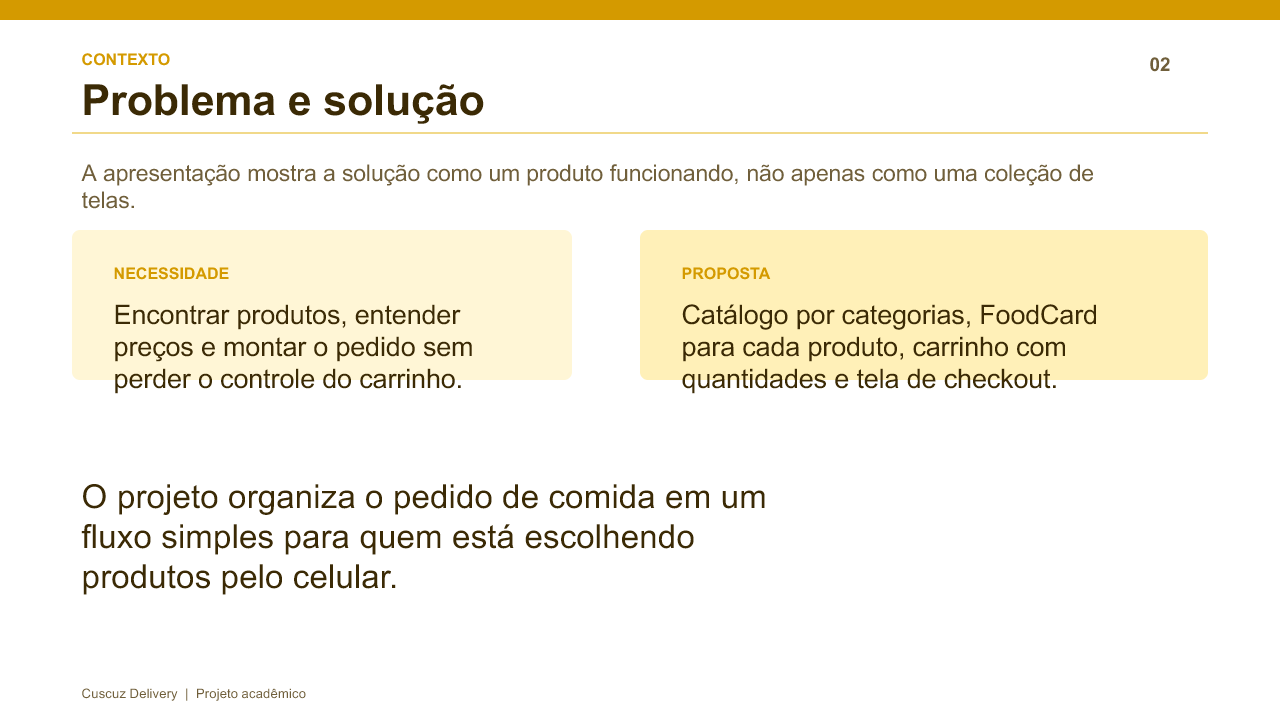 CONTEXTO
02
Problema e solução
A apresentação mostra a solução como um produto funcionando, não apenas como uma coleção de
telas.
NECESSIDADE
Encontrar produtos, entender
preços e montar o pedido sem
perder o controle do carrinho.
PROPOSTA
Catálogo por categorias, FoodCard
para cada produto, carrinho com
quantidades e tela de checkout.
O projeto organiza o pedido de comida em um
fluxo simples para quem está escolhendo
produtos pelo celular.
Cuscuz Delivery | Projeto acadêmico